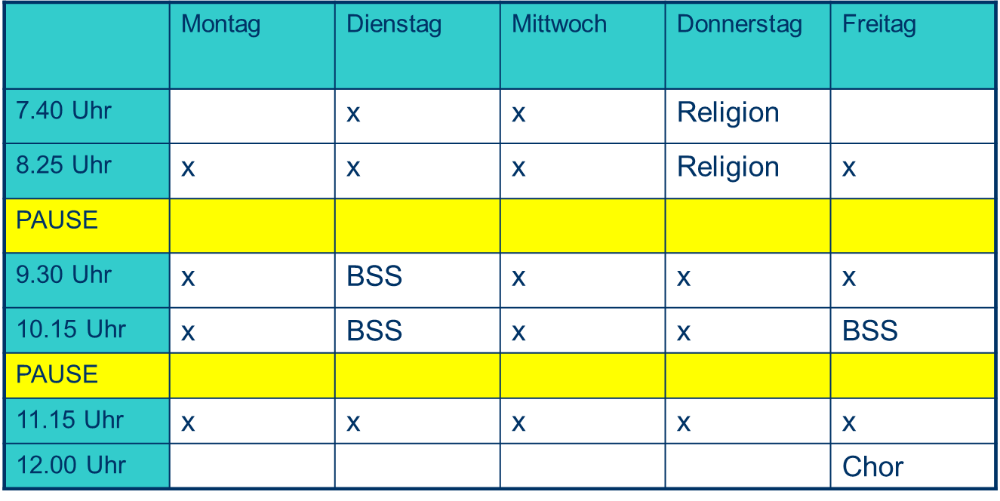 Montag Dienstag Mittwoch Donnerstag Freitag
7.40 Uhr x x Religion
8.25 Uhr x x x Religion x
PAUSE
9.30 Uhr x BSS x x x
10.15 Uhr x BSS x x BSS
PAUSE
11.15 Uhr x x x x x
12.00 Uhr Chor